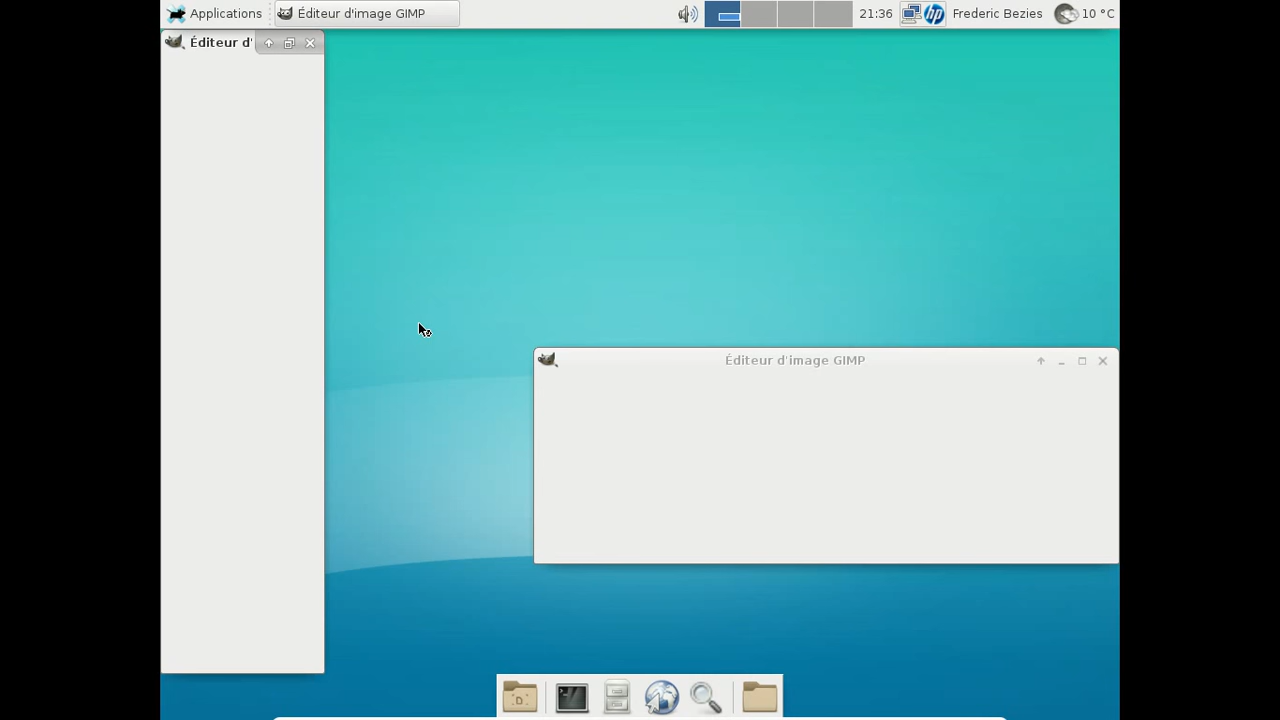 Applications
Éditeur d'image GIMP
21:36
Frederic Bezies
10 °C
Éditeur d'
Éditeur d'image GIMP